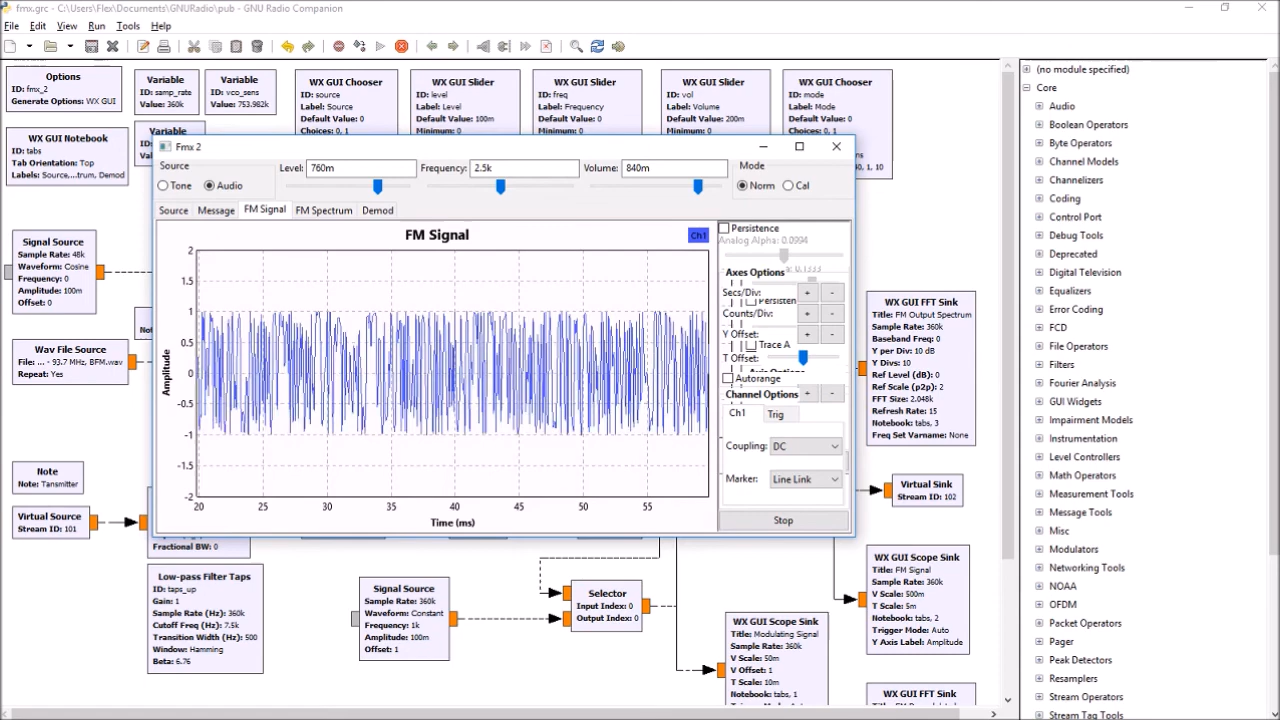 fmx.grc - C:\Users\Flex\Documents\GNURadio\pub - GNU Radio Companion
File Edit View Run Tools Help
Options
ID: fmx_2
Generate Options: WX GUI
Variable
ID: samp_rate
Value: 360k
Variable
ID: vco_sens
Value: 753.982k
WX GUI Chooser
ID: source
Label: Source
Default Value: 0
Choices: 0, 1
WX GUI Slider
ID: level
Label: Level
Default Value: 100m
Minimum: 0
WX GUI Slider
ID: freq
Label: Frequency
Default Value: 0
Minimum: 0
WX GUI Slider
ID: vol
Label: Volume
Default Value: 200m
Minimum: 0
WX GUI Chooser
ID: mode
Label: Mode
Default Value: 0
WX GUI Notebook
ID: tabs
Tab Orientation: Top
Labels: Source,...trum, Demod
Variable
40, 1, 10
Fmx 2
Source
Tone Audio
Level: 760m
Frequency: 2.5k
Volume: 840m
Mode
Norm Cal
Source Message FM Signal FM Spectrum Demod
FM Signal
Ch1
Amplitude
2
1.5
1
0.5
0
-0.5
-1
-1.5
-2
20 25 30 35 40 45 50 55
Time (ms)
Persistence
Analog Alpha: 0.0994
Axes Options
Secs/Div: + -
Persisten
Counts/Div: + -
Y Offset: + -
Trace A
T Offset:
Autorange
Channel Options + -
Ch1 Trig
Coupling: DC
Marker: Line Link
Stop
Signal Source
Sample Rate: 48k
Waveform: Cosine
Frequency: 0
Amplitude: 100m
Offset: 0
Wav File Source
File: ... - 93.7 MHz, BFM.wav
Repeat: Yes
Note
Note: Tansmitter
Virtual Source
Stream ID: 101
Fractional BW: 0
Low-pass Filter Taps
ID: taps_up
Gain: 1
Sample Rate (Hz): 360k
Cutoff Freq (Hz): 7.5k
Transition Width (Hz): 500
Window: Hamming
Beta: 6.76
Signal Source
Sample Rate: 360k
Waveform: Constant
Frequency: 1k
Amplitude: 100m
Offset: 1
Selector
Input Index: 0
Output Index: 0
WX GUI Scope Sink
Title: Modulating Signal
Sample Rate: 360k
V Scale: 50m
V Offset: 1
T Scale: 10m
Notebook: tabs, 1
WX GUI FFT Sink
Title: FM Output Spectrum
Sample Rate: 360k
Baseband Freq: 0
Y per Div: 10 dB
Y Divs: 10
Ref Level (dB): 0
Ref Scale (p2p): 2
FFT Size: 2.048k
Refresh Rate: 15
Notebook: tabs, 3
Freq Set Varname: None
Virtual Sink
Stream ID: 102
WX GUI Scope Sink
Title: FM Signal
Sample Rate: 360k
V Scale: 500m
T Scale: 5m
Notebook: tabs, 2
Trigger Mode: Auto
Y Axis Label: Amplitude
WX GUI FFT Sink
(no module specified)
Core
Audio
Boolean Operators
Byte Operators
Channel Models
Channelizers
Coding
Control Port
Debug Tools
Deprecated
Digital Television
Equalizers
Error Coding
FCD
File Operators
Filters
Fourier Analysis
GUI Widgets
Impairment Models
Instrumentation
Level Controllers
Math Operators
Measurement Tools
Message Tools
Misc
Modulators
Networking Tools
NOAA
OFDM
Packet Operators
Pager
Peak Detectors
Resamplers
Stream Operators
Stream Tag Tools